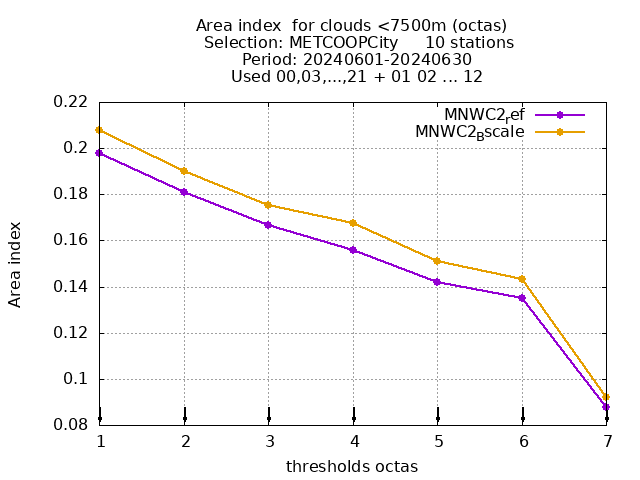 Area index  for clouds <7500m (octas)
Selection: METCOOPCity     10 stations
Period: 20240601-20240630
Used 00,03,...,21 + 01 02 ... 12
MNWC2ref
MNWC2Bscale
0.22
0.2
0.18
0.16
0.14
0.12
0.1
0.08
Area index
1 2 3 4 5 6 7
thresholds octas